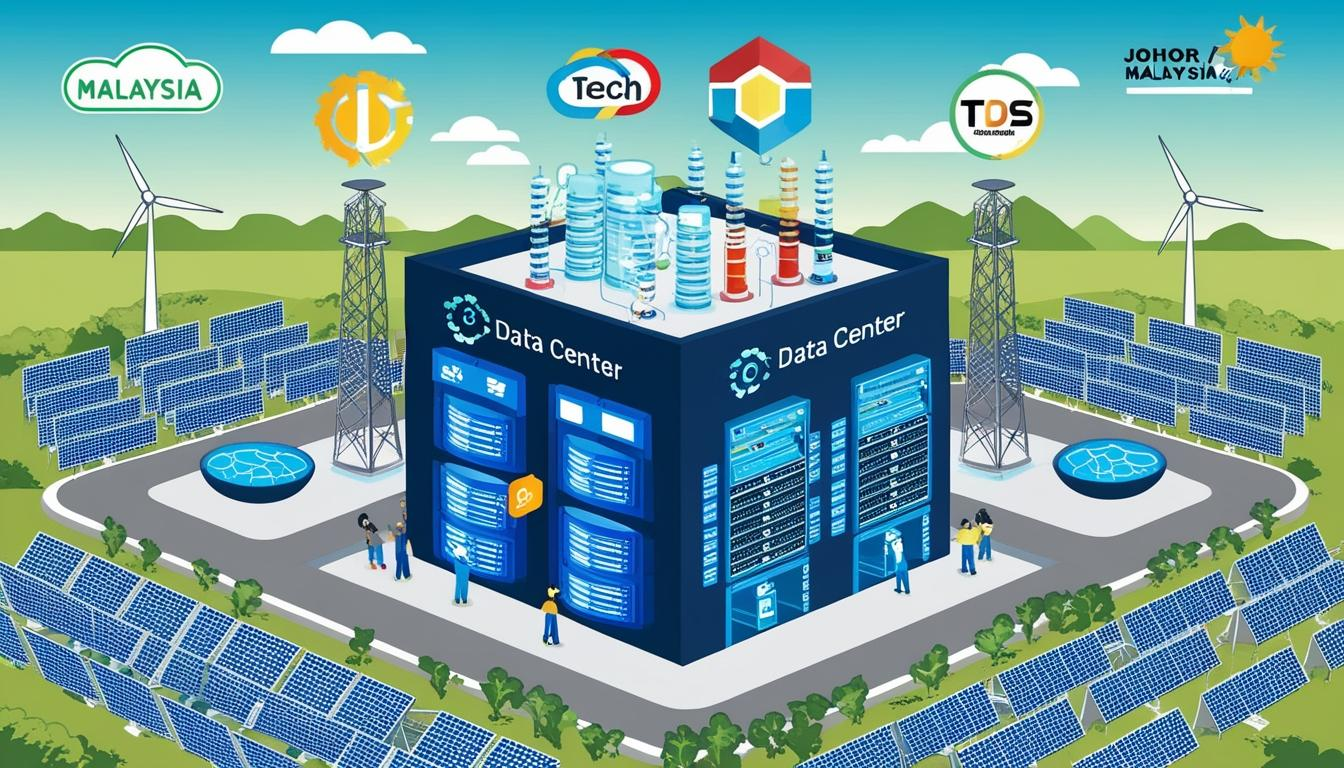 MALAYSIA
Tech
TDS
JOHOR
MALAYSIA
Data Center
Data Center